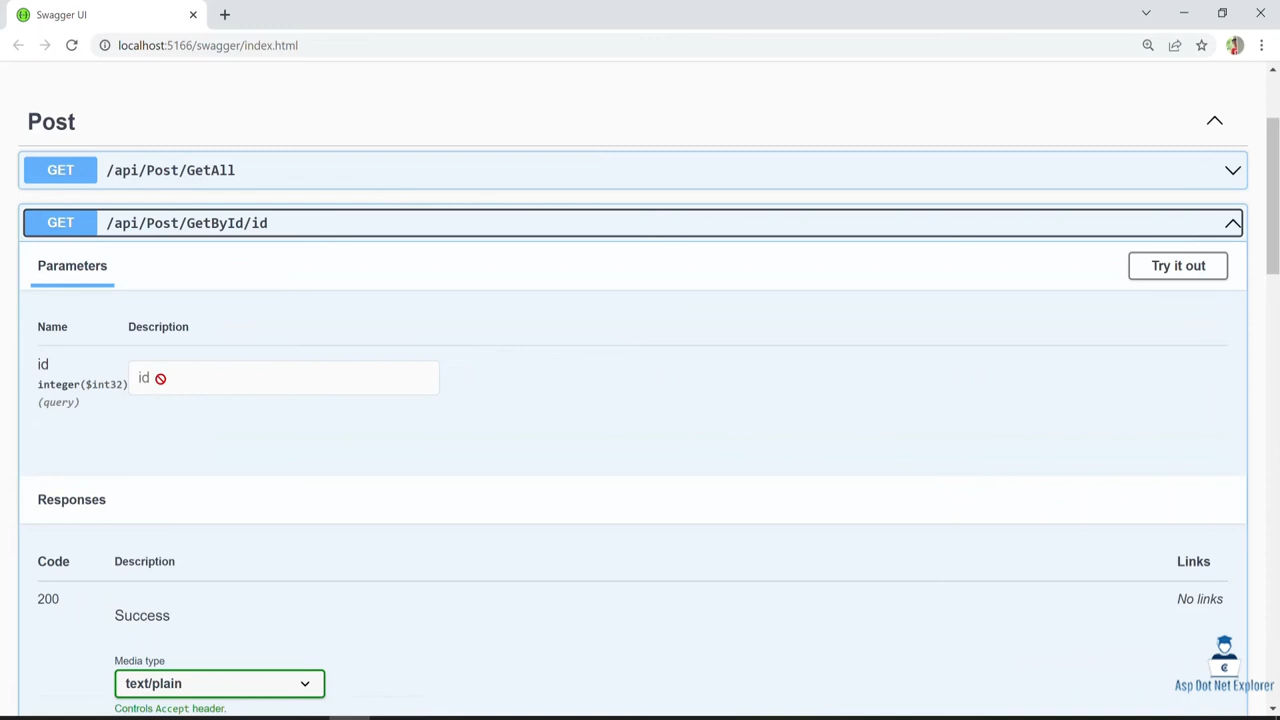 Swagger UI
localhost:5166/swagger/index.html
Post
GET /api/Post/GetAll
GET /api/Post/GetById/id
Parameters Try it out
Name Description
id
integer($int32)
(query)
id
Responses
Code Description Links
200 Success No links
Media type
text/plain
Controls Accept header.
Asp Dot Net Explorer